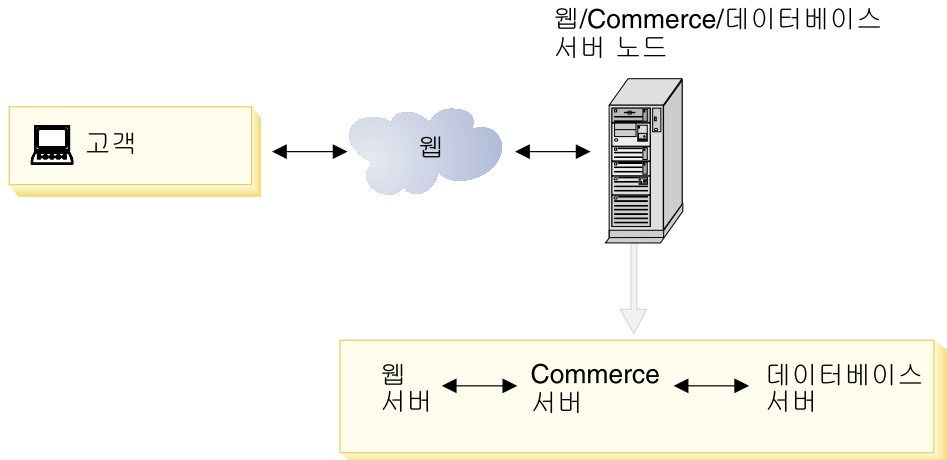 웹/Commerce/데이터베이스
서버 노드
고객
웹
웹
서버
Commerce
서버
데이터베이스
서버